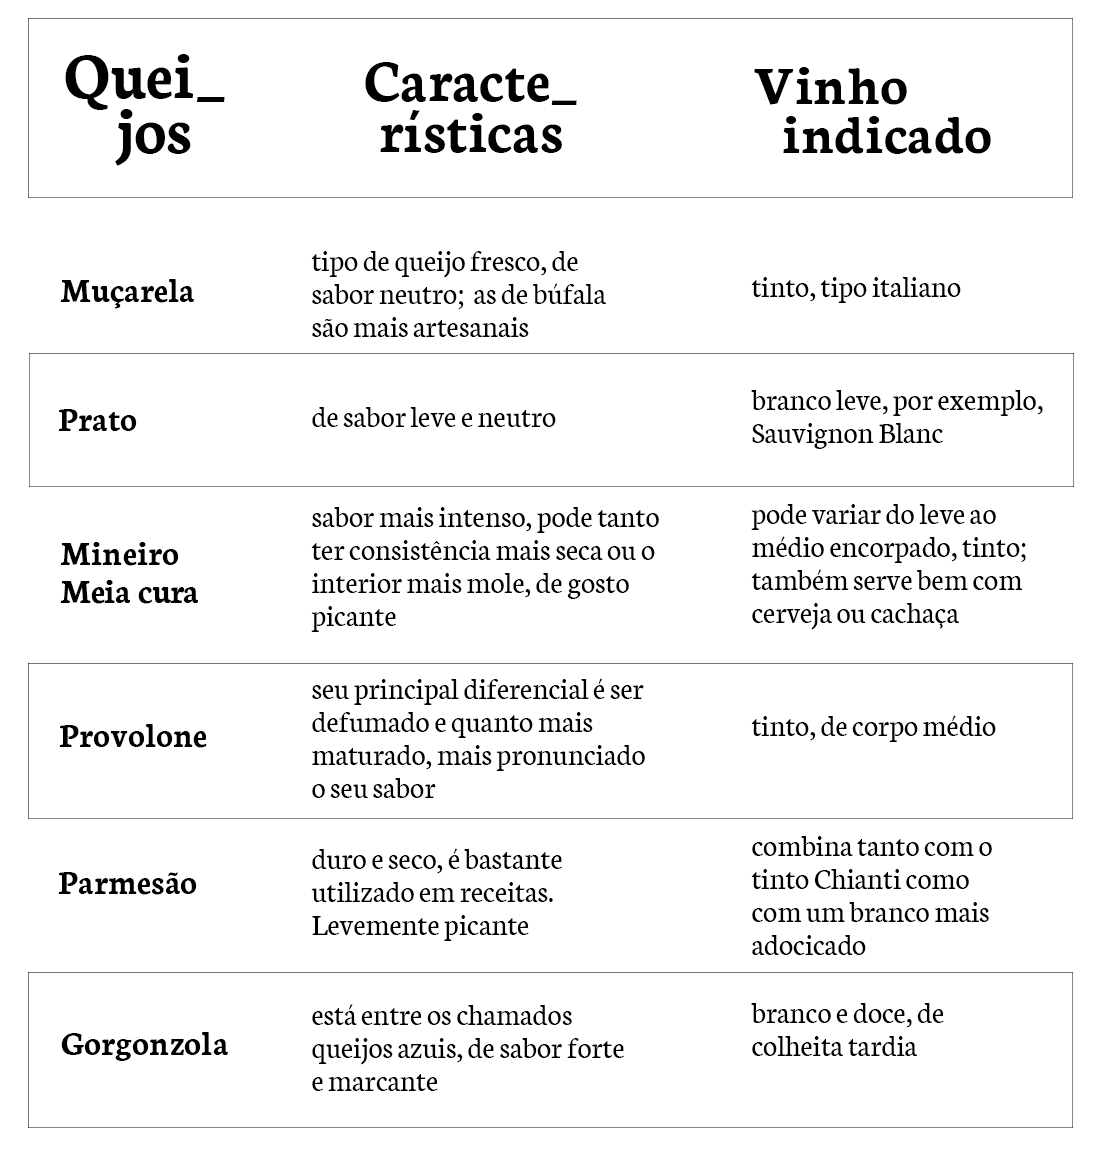 Quei_
jos
Caracte_
rísticas
Vinho
indicado
Muçarela
tipo de queijo fresco, de
sabor neutro; as de búfala
são mais artesanais
tinto, tipo italiano
Prato
de sabor leve e neutro
branco leve, por exemplo,
Sauvignon Blanc
Mineiro
Meia cura
sabor mais intenso, pode tanto
ter consistência mais seca ou o
interior mais mole, de gosto
picante
pode variar do leve ao
médio encorpado, tinto;
também serve bem com
cerveja ou cachaça
Provolone
seu principal diferencial é ser
defumado e quanto mais
maturado, mais pronunciado
o seu sabor
tinto, de corpo médio
Parmesão
duro e seco, é bastante
utilizado em receitas.
Levemente picante
combina tanto com o
tinto Chianti como
com um branco mais
adocicado
Gorgonzola
está entre os chamados
queijos azuis, de sabor forte
e marcante
branco e doce, de
colheita tardia